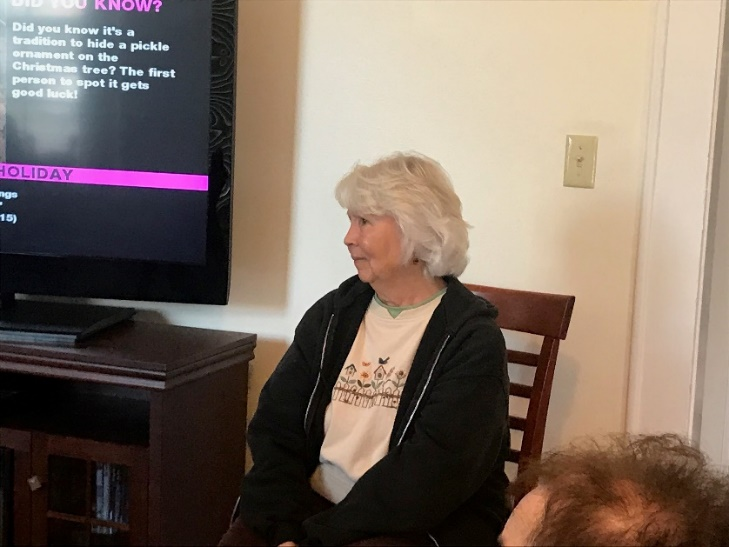 DID YOU KNOW?
Did you know it's a
tradition to hide a pickle
ornament on the
Christmas tree? The first
person to spot it gets
good luck!
HOLIDAY
15)